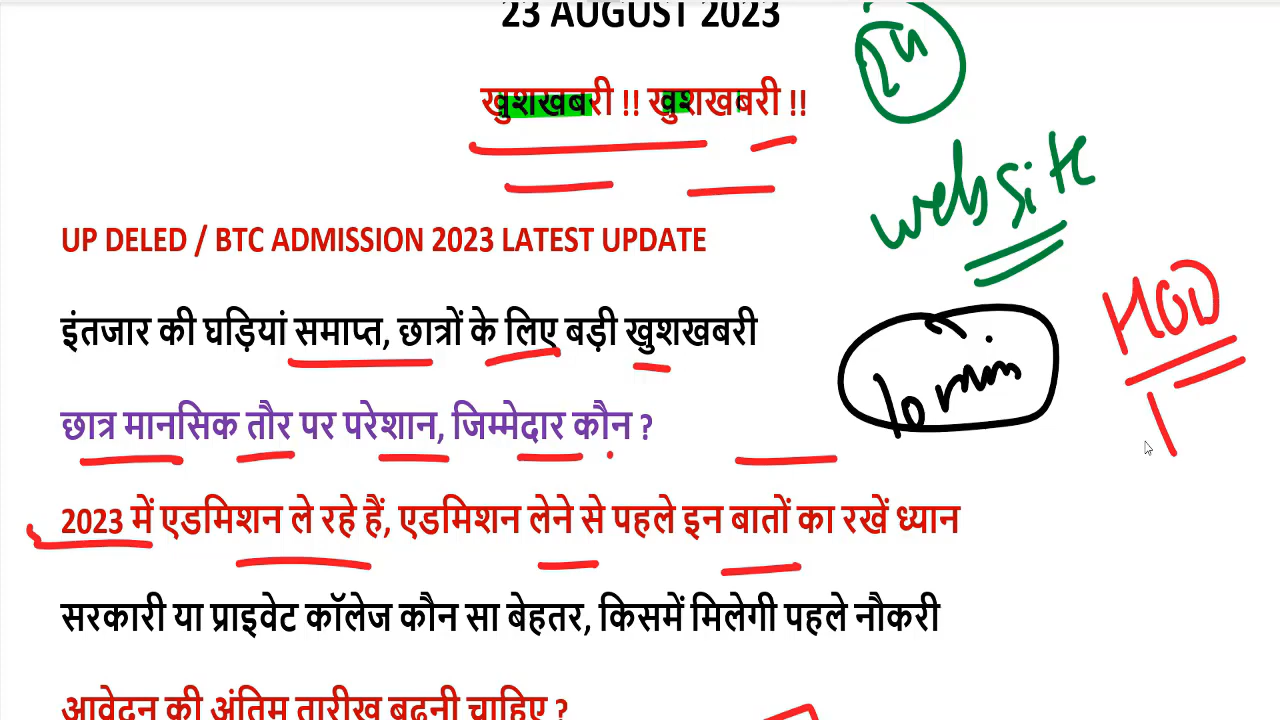 23 AUGUST 2023
खुशखबरी !! खुशखबरी !!
website
UP DELED / BTC ADMISSION 2023 LATEST UPDATE
इंतजार की घड़ियां समाप्त, छात्रों के लिए बड़ी खुशखबरी
HOD
10 min
छात्र मानसिक तौर पर परेशान, जिम्मेदार कौन ?
2023 में एडमिशन ले रहे हैं, एडमिशन लेने से पहले इन बातों का रखें ध्यान
सरकारी या प्राइवेट कॉलेज कौन सा बेहतर, किसमें मिलेगी पहले नौकरी
आवेदन की अंतिम तारीख बढ़नी चाहिए ?